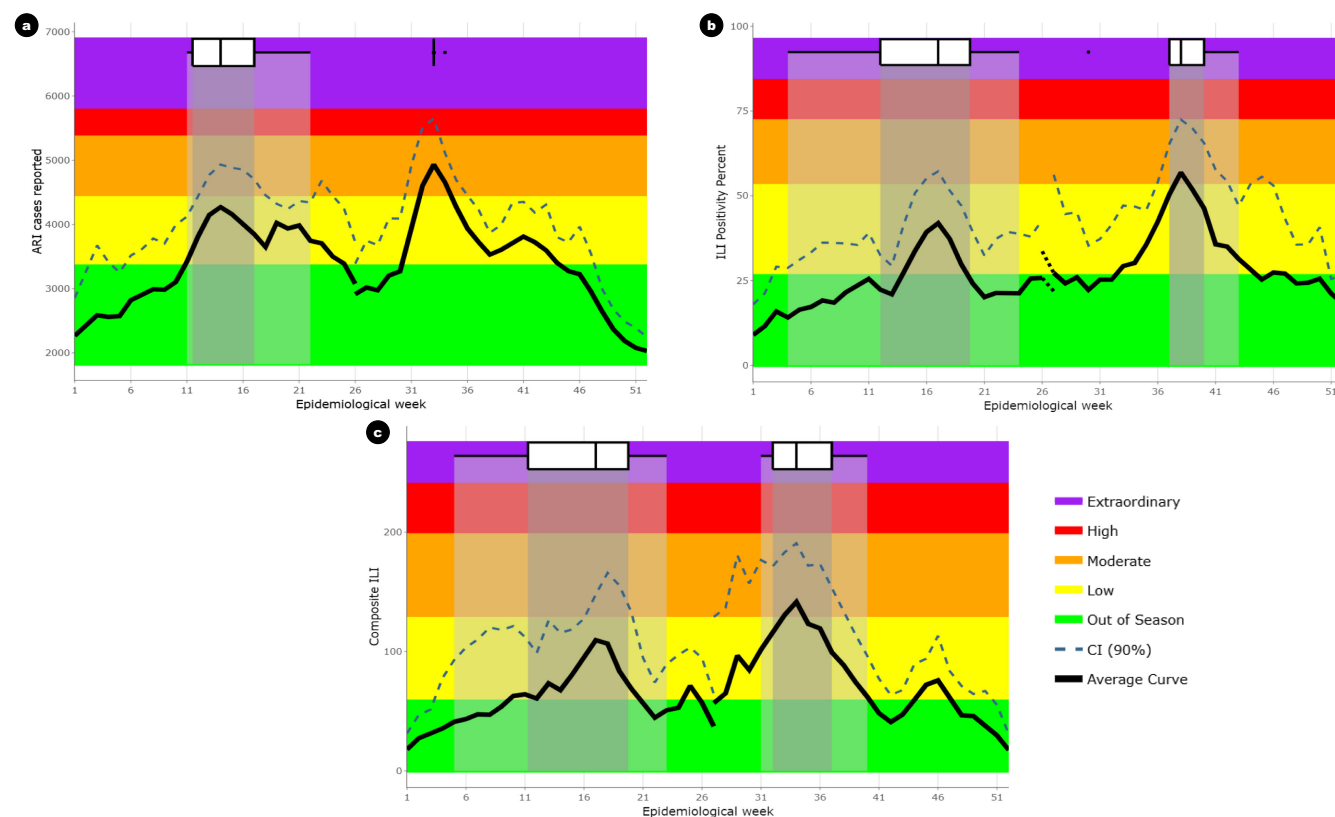 a
7000
6000
5000
4000
3000
2000
ARI cases reported
1 6 11 16 21 26 31 36 41 46 51
Epidemiological week
b
100
75
50
25
0
ILI Positivity Percent
1 6 11 16 21 26 31 36 41 46 51
Epidemiological week
c
200
100
0
Composite ILI
1 6 11 16 21 26 31 36 41 46 51
Epidemiological week
Extraordinary
High
Moderate
Low
Out of Season
CI (90%)
Average Curve